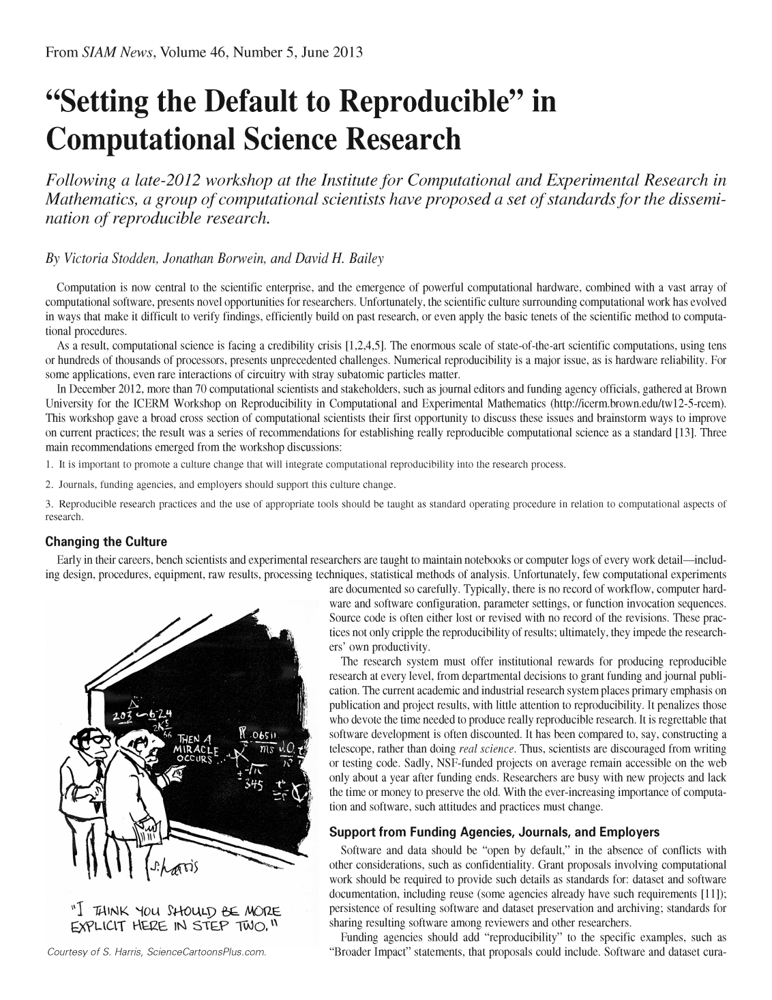 From SIAM News, Volume 46, Number 5, June 2013
“Setting the Default to Reproducible” in
Computational Science Research
Following a late-2012 workshop at the Institute for Computational and Experimental Research in
Mathematics, a group of computational scientists have proposed a set of standards for the dissemi-
nation of reproducible research.
By Victoria Stodden, Jonathan Borwein, and David H. Bailey
Computation is now central to the scientific enterprise, and the emergence of powerful computational hardware, combined with a vast array of
computational software, presents novel opportunities for researchers. Unfortunately, the scientific culture surrounding computational work has evolved
in ways that make it difficult to verify findings, efficiently build on past research, or even apply the basic tenets of the scientific method to computa-
tional procedures.
As a result, computational science is facing a credibility crisis [1,2,4,5]. The enormous scale of state-of-the-art scientific computations, using tens
or hundreds of thousands of processors, presents unprecedented challenges. Numerical reproducibility is a major issue, as is hardware reliability. For
some applications, even rare interactions of circuitry with stray subatomic particles matter.
In December 2012, more than 70 computational scientists and stakeholders, such as journal editors and funding agency officials, gathered at Brown
University for the ICERM Workshop on Reproducibility in Computational and Experimental Mathematics (http://icerm.brown.edu/tw12-5-rcem).
This workshop gave a broad cross section of computational scientists their first opportunity to discuss these issues and brainstorm ways to improve
on current practices; the result was a series of recommendations for establishing really reproducible computational science as a standard [13]. Three
main recommendations emerged from the workshop discussions:
1. It is important to promote a culture change that will integrate computational reproducibility into the research process.
2. Journals, funding agencies, and employers should support this culture change.
3. Reproducible research practices and the use of appropriate tools should be taught as standard operating procedure in relation to computational aspects of
research.
Changing the Culture
Early in their careers, bench scientists and experimental researchers are taught to maintain notebooks or computer logs of every work detail—includ-
ing design, procedures, equipment, raw results, processing techniques, statistical methods of analysis. Unfortunately, few computational experiments
are documented so carefully. Typically, there is no record of workflow, computer hard-
ware and software configuration, parameter settings, or function invocation sequences.
Source code is often either lost or revised with no record of the revisions. These prac-
tices not only cripple the reproducibility of results; ultimately, they impede the research-
ers’ own productivity.
The research system must offer institutional rewards for producing reproducible
research at every level, from departmental decisions to grant funding and journal publi-
cation. The current academic and industrial research system places primary emphasis on
publication and project results, with little attention to reproducibility. It penalizes those
who devote the time needed to produce really reproducible research. It is regrettable that
software development is often discounted. It has been compared to, say, constructing a
telescope, rather than doing real science. Thus, scientists are discouraged from writing
or testing code. Sadly, NSF-funded projects on average remain accessible on the web
only about a year after funding ends. Researchers are busy with new projects and lack
the time or money to preserve the old. With the ever-increasing importance of computa-
tion and software, such attitudes and practices must change.
Support from Funding Agencies, Journals, and Employers
Software and data should be “open by default,” in the absence of conflicts with
other considerations, such as confidentiality. Grant proposals involving computational
work should be required to provide such details as standards for: dataset and software
documentation, including reuse (some agencies already have such requirements [11]);
persistence of resulting software and dataset preservation and archiving; standards for
sharing resulting software among reviewers and other researchers.
Funding agencies should add “reproducibility” to the specific examples, such as
“Broader Impact” statements, that proposals could include. Software and dataset cura-
THEN A
MIRACLE
OCCURS...
.06511
ms
345
S. Harris
"I THINK YOU SHOULD BE MORE
EXPLICIT HERE IN STEP TWO."
Courtesy of S. Harris, ScienceCartoonsPlus.com.